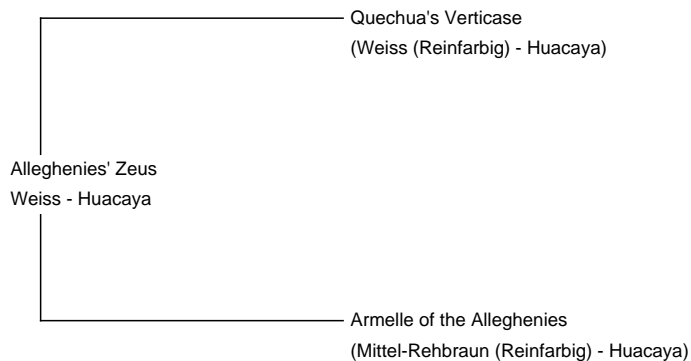 Quechua's Verticase
(Weiss (Reinfarbig) - Huacaya)
Alleghenies' Zeus
Weiss - Huacaya
Armelle of the Alleghenies
(Mittel-Rehbraun (Reinfarbig) - Huacaya)